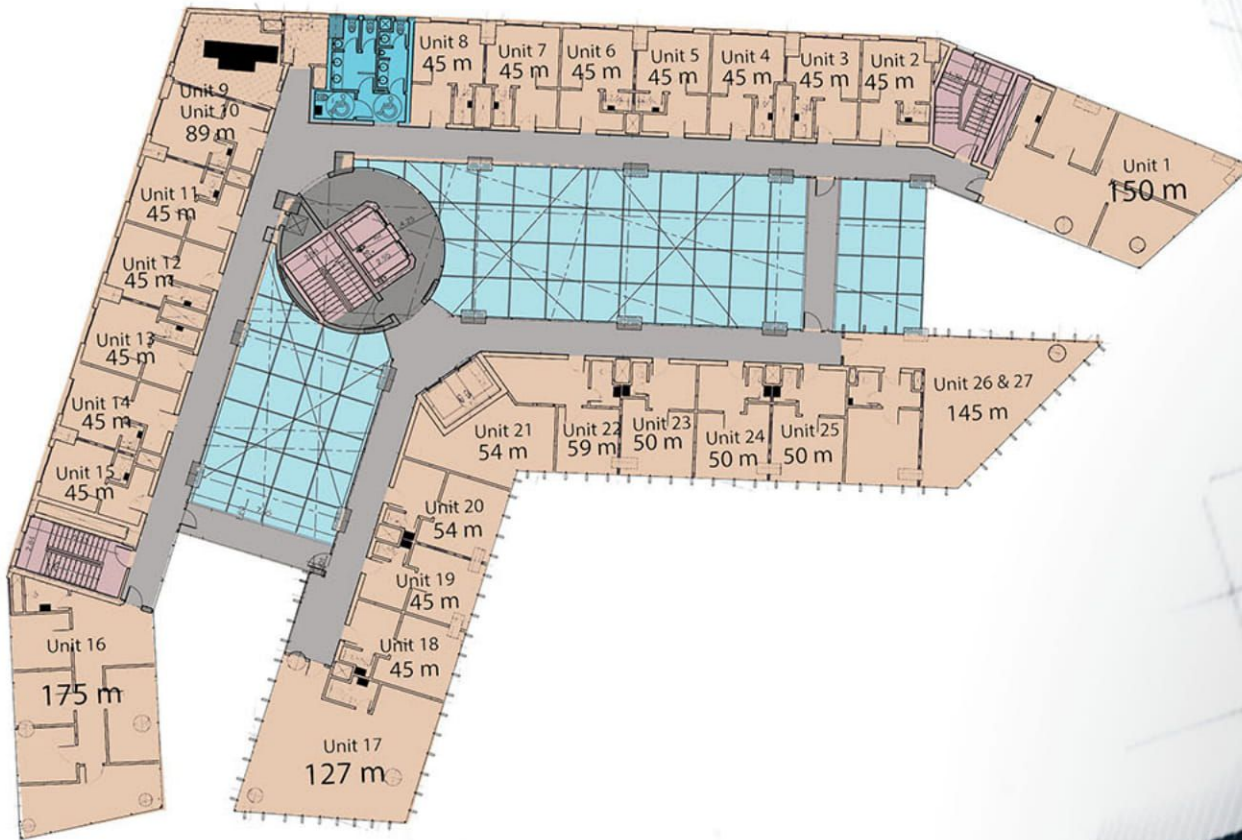 Unit 8
45 m
Unit 7
45 m
Unit 6
45 m
Unit 5
45 m
Unit 4
45 m
Unit 3
45 m
Unit 2
45 m
Unit 1
150 m
Unit 9
Unit 10
89 m
Unit 11
45 m
Unit 12
45 m
Unit 13
45 m
Unit 14
45 m
Unit 15
45 m
Unit 16
175 m
Unit 17
127 m
Unit 18
45 m
Unit 19
45 m
Unit 20
54 m
Unit 21
54 m
Unit 22
59 m
Unit 23
50 m
Unit 24
50 m
Unit 25
50 m
Unit 26 & 27
145 m